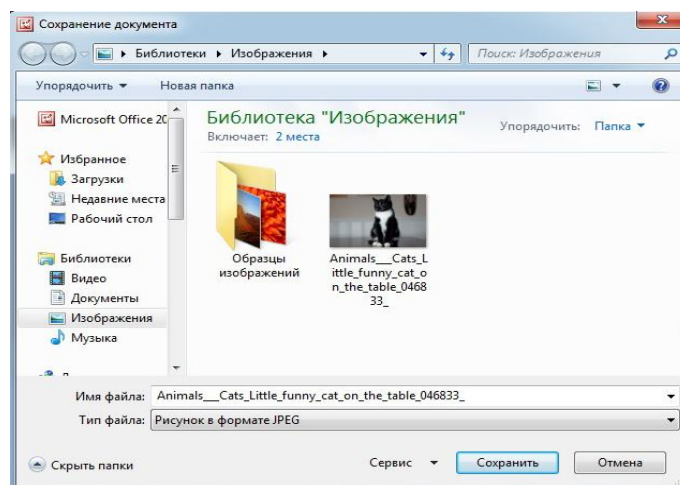 Сохранение документа
Библиотеки Изображения
Поиск: Изображения
Упорядочить Новая папка
Microsoft Office 20
Избранное
Загрузки
Недавние места
Рабочий стол
Библиотеки
Видео
Документы
Изображения
Музыка
Библиотека "Изображения"
Включает: 2 места
Упорядочить: Папка
Образцы
изображений
Animals___Cats_L
ittle_funny_cat_o
n_the_table_0468
33_
Имя файла: Animals___Cats_Little_funny_cat_on_the_table_046833_
Тип файла: Рисунок в формате JPEG
Скрыть папки Сервис Сохранить Отмена